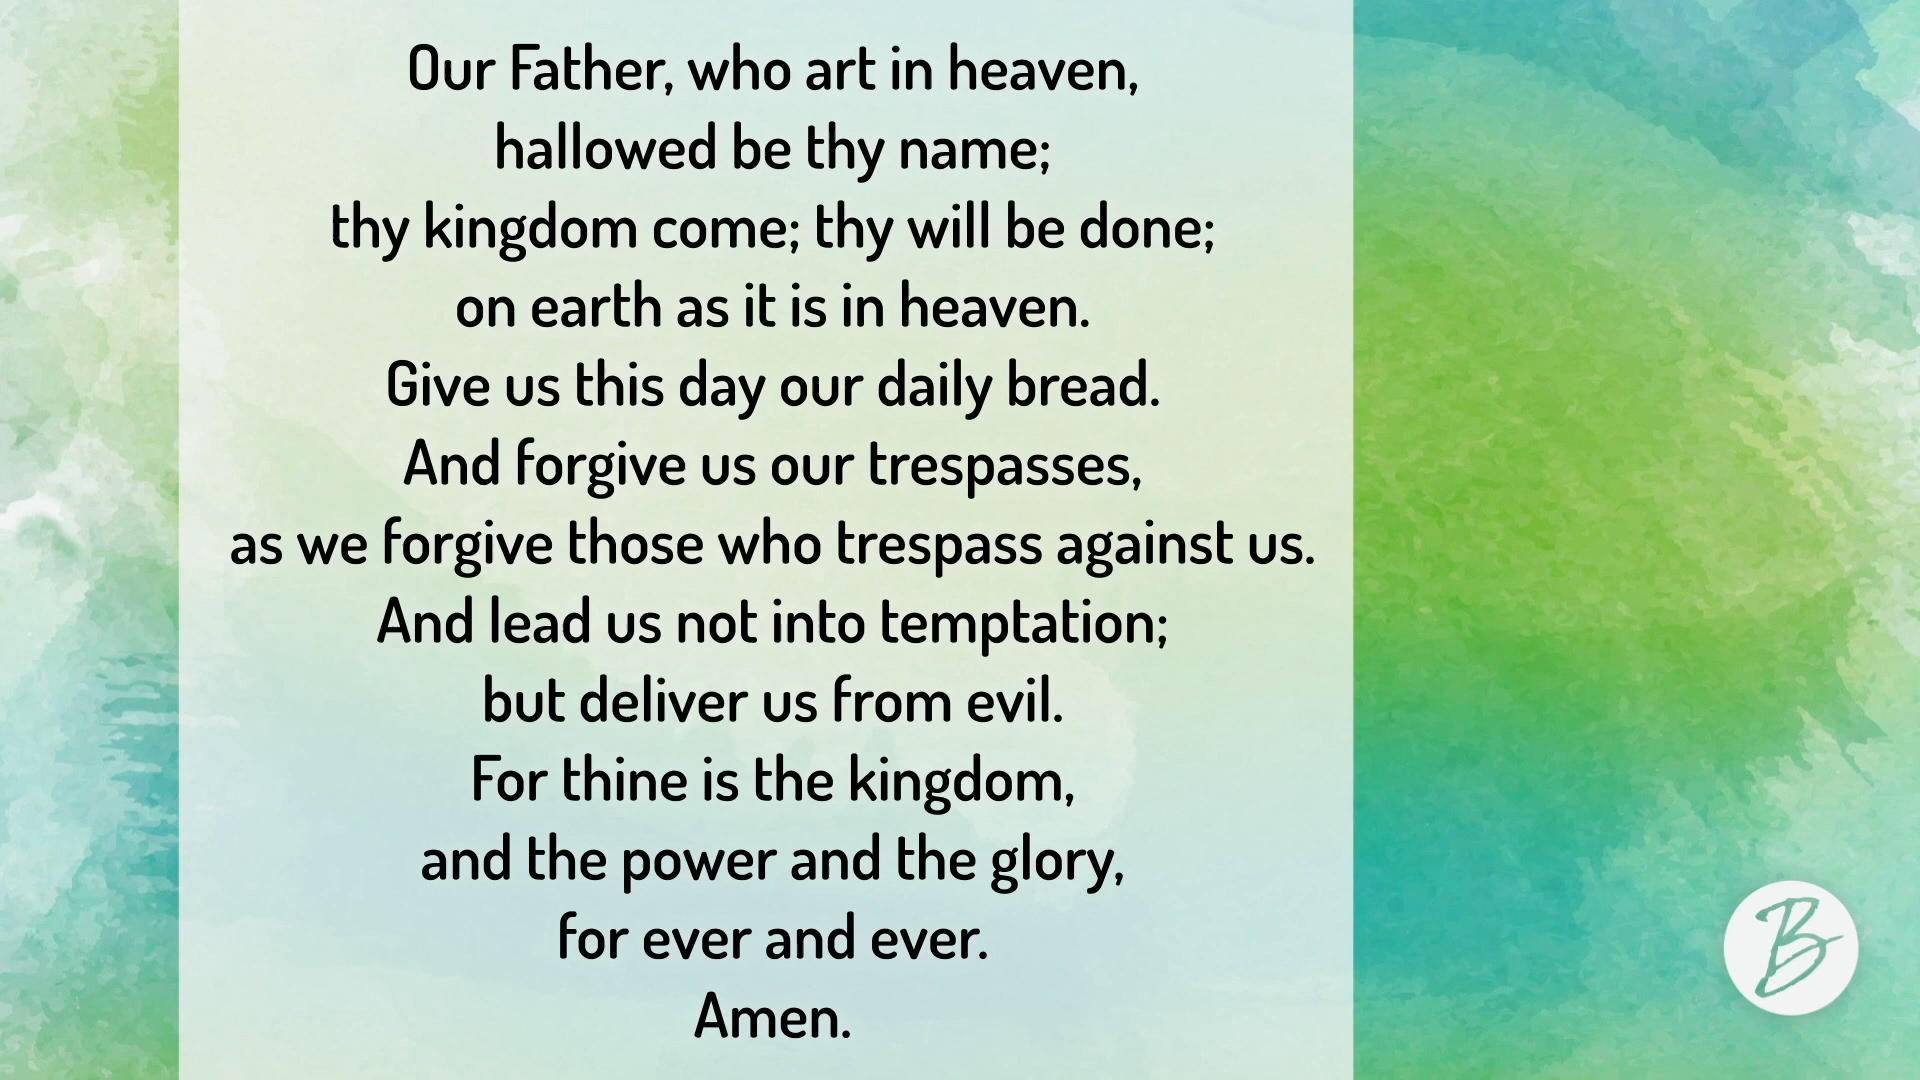 Our Father, who art in heaven,
hallowed be thy name;
thy kingdom come; thy will be done;
on earth as it is in heaven.
Give us this day our daily bread.
And forgive us our trespasses,
as we forgive those who trespass against us.
And lead us not into temptation;
but deliver us from evil.
For thine is the kingdom,
and the power and the glory,
for ever and ever.
Amen.
B